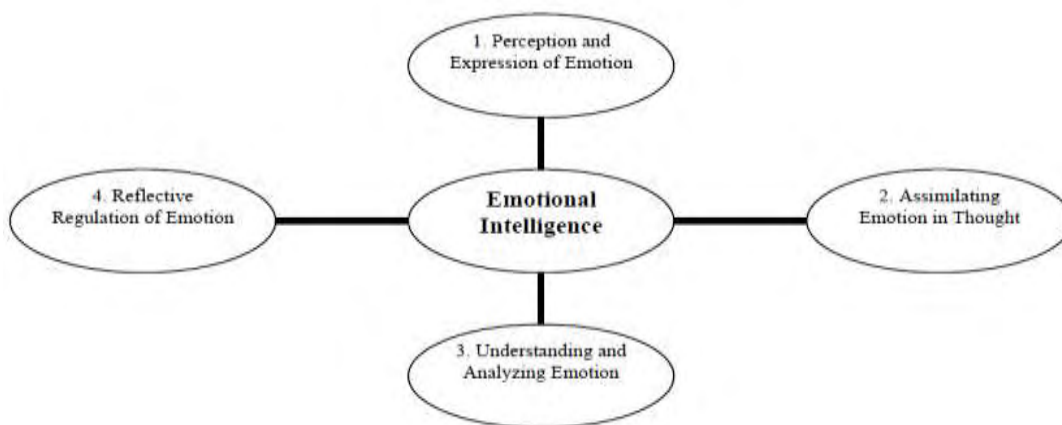 1. Perception and
Expression of Emotion
4. Reflective
Regulation of Emotion
Emotional
Intelligence
2. Assimilating
Emotion in Thought
3. Understanding and
Analyzing Emotion